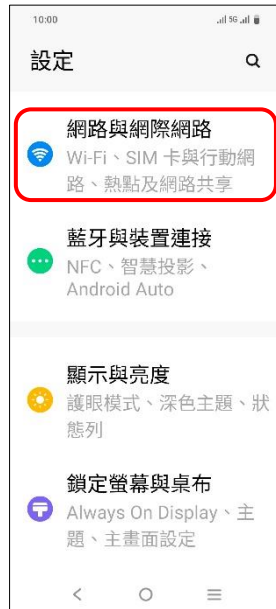 10:00
5G
設定
網路與網際網路
Wi-Fi、SIM 卡與行動網
路、熱點及網路共享
藍牙與裝置連接
NFC、智慧投影、
Android Auto
顯示與亮度
護眼模式、深色主題、狀
態列
鎖定螢幕與桌布
Always On Display、主
題、主畫面設定